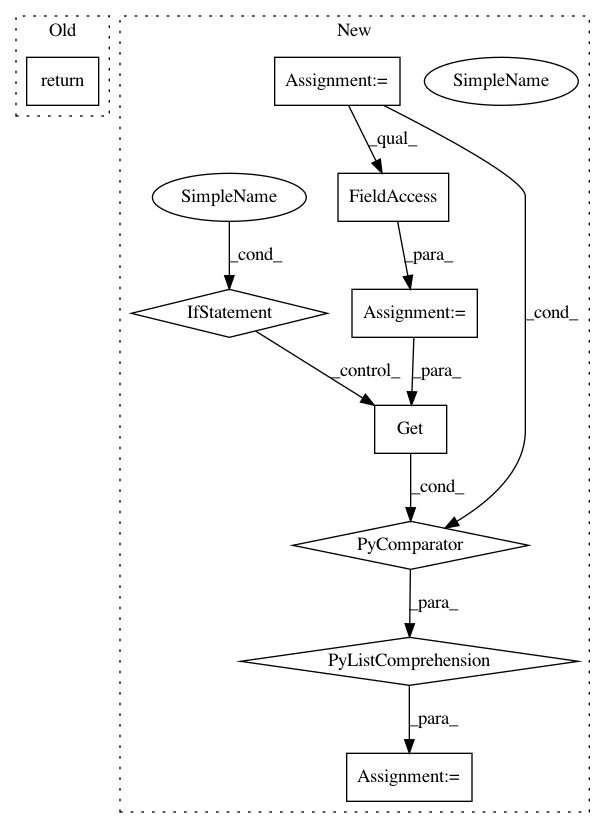 Old
New
return
Assignment:=
SimpleName
_qual_
SimpleName
FieldAccess
_cond_
_para_
IfStatement
Assignment:=
_cond_
_control_
_para_
Get
_cond_
PyComparator
_para_
PyListComprehension
_para_
Assignment:=